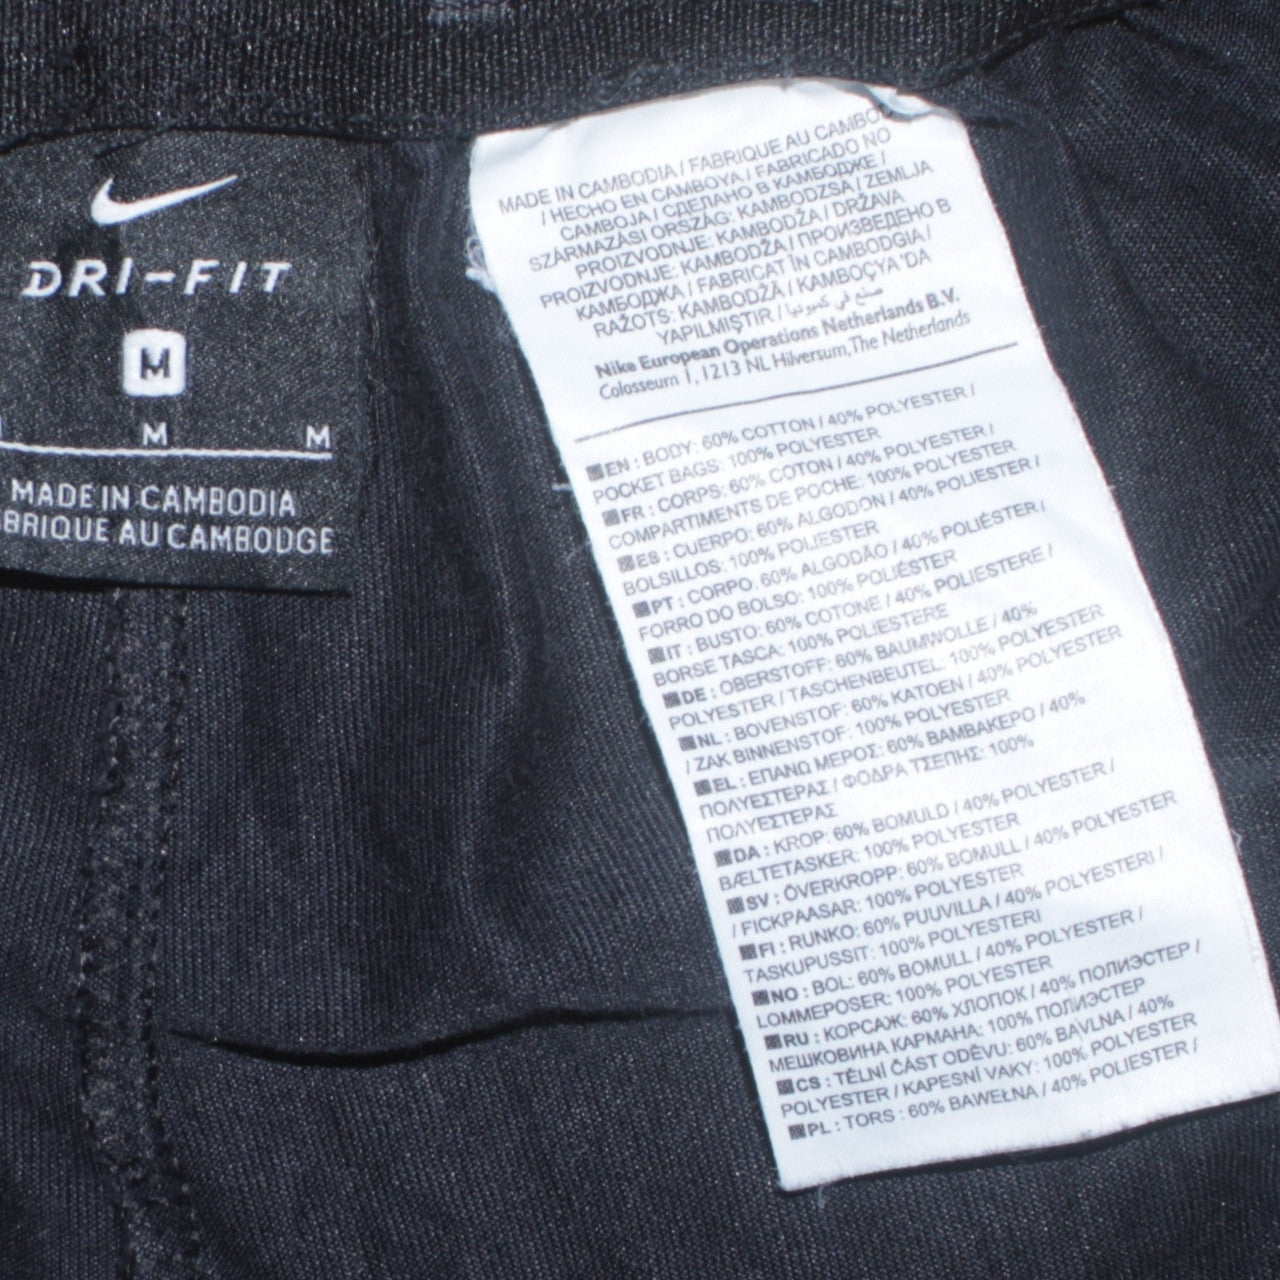 DRI-FIT
M
M M
MADE IN CAMBODIA
BRIQUE AU CAMBODGE
MADE IN CAMBODIA / FABRIQUE AU CAMBO
/ HECHO EN CAMBOYA / FABRICADO NO
CAMBOJA / СДЕЛАНО В КАМБОДЖЕ /
SZÁRMAZÁSI ORSZÁG: KAMBODZSA / ZEMLJA
PROIZVODNJE: KAMBODŽA / DRŽAVA
PROIZVODNJE: KAMBODŽA / ПРОИЗВЕДЕНО В
КАМБОДЖА / FABRICAT ÎN CAMBODGIA /
RAŽOTS: KAMBODŽĀ / KAMBOÇYA 'DA
YAPILMIŞTIR / صنع في كمبوديا
Nike European Operations Netherlands B.V.
Colosseum 1, 1213 NL Hilversum, The Netherlands
EN : BODY: 60% COTTON / 40% POLYESTER /
POCKET BAGS: 100% POLYESTER
FR : CORPS: 60% COTON / 40% POLYESTER /
COMPARTIMENTS DE POCHE: 100% POLYESTER
ES : CUERPO: 60% ALGODON / 40% POLIESTER /
BOLSILLOS: 100% POLIESTER
PT : CORPO: 60% ALGODÃO / 40% POLIÉSTER /
FORRO DO BOLSO: 100% POLIÉSTER
IT : BUSTO: 60% COTONE / 40% POLIESTERE /
BORSE TASCA: 100% POLIESTERE
DE : OBERSTOFF: 60% BAUMWOLLE / 40%
POLYESTER / TASCHENBEUTEL: 100% POLYESTER
NL : BOVENSTOF: 60% KATOEN / 40% POLYESTER
/ ZAK BINNENSTOF: 100% POLYESTER
EL : ΕΠΑΝΩ ΜΕΡΟΣ: 60% ΒΑΜΒΑΚΕΡΟ / 40%
ΠΟΛΥΕΣΤΕΡΑΣ / ΦΟΔΡΑ ΤΣΕΠΗΣ: 100%
ΠΟΛΥΕΣΤΕΡΑΣ
DA : KROP: 60% BOMULD / 40% POLYESTER /
BÆLTETASKER: 100% POLYESTER
SV : ÖVERKROPP: 60% BOMULL / 40% POLYESTER
/ FICKPAASAR: 100% POLYESTER
FI : RUNKO: 60% PUUVILLA / 40% POLYESTERI /
TASKUPUSSIT: 100% POLYESTERI
NO : BOL: 60% BOMULL / 40% POLYESTER /
LOMMEPOSER: 100% POLYESTER
RU : КОРСАЖ: 60% ХЛОПОК / 40% ПОЛИЭСТЕР /
МЕШКОВИНА КАРМАНА: 100% ПОЛИЭСТЕР
CS : TĚLNÍ ČÁST ODĚVU: 60% BAVLNA / 40%
POLYESTER / KAPESNÍ VAKY: 100% POLYESTER
PL : TORS : 60% BAWEŁNA / 40% POLIESTER /